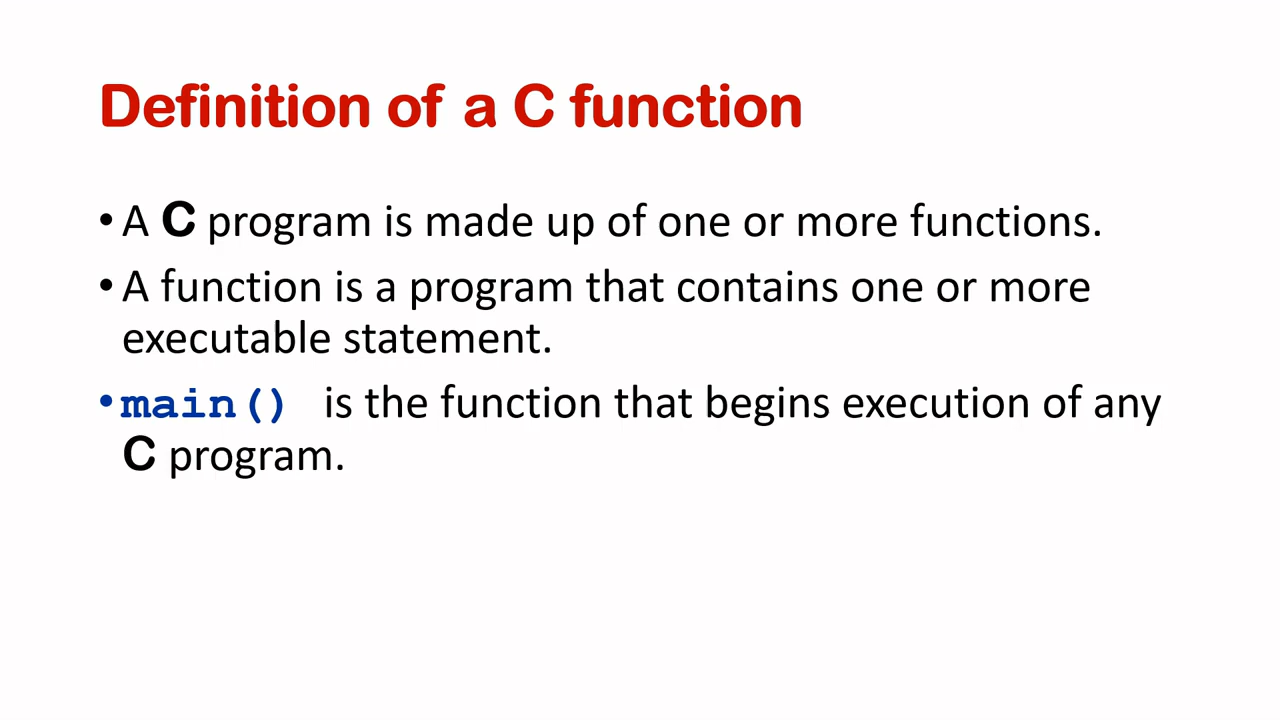 Definition of a C function
• A C program is made up of one or more functions.
• A function is a program that contains one or more
executable statement.
• main() is the function that begins execution of any
C program.